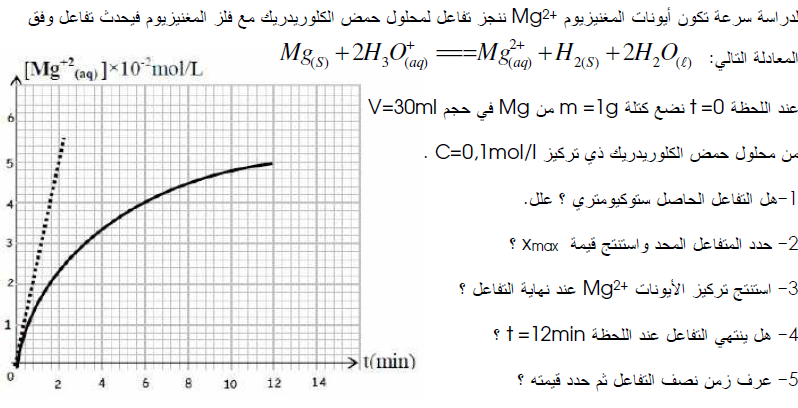 لدراسة سرعة تكون أيونات المغنيزيوم Mg2+ ننجز تفاعل لمحلول حمض الكلوريدريك مع فلز المغنيزيوم فيحدث تفاعل وفق
المعادلة التالي: Mg(S) + 2H3O+(aq) === Mg2+(aq) + H2(S) + 2H2O(ℓ)
عند اللحظة t=0 نضع كتلة m=1g من Mg في حجم V=30ml
من محلول حمض الكلوريدريك ذي تركيز C=0,1mol/l .
1-هل التفاعل الحاصل ستوكيومتري ؟ علل.
2- حدد المتفاعل المحد واستنتج قيمة Xmax ؟
3- استنتج تركيز الأيونات Mg2+ عند نهاية التفاعل ؟
4- هل ينتهي التفاعل عند اللحظة t=12min ؟
5- عرف زمن نصف التفاعل ثم حدد قيمته ؟
[Mg+2(aq)]×10-2mol/L
6
5
4
3
2
1
0
2 4 6 8 10 12 14
t(min)